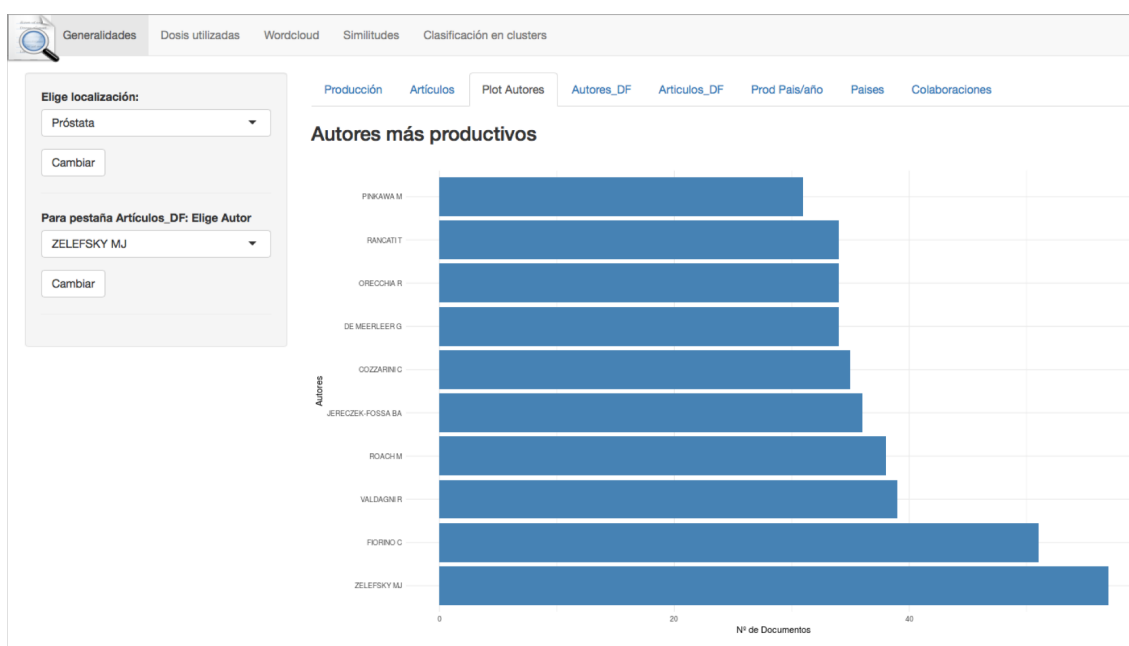 Generalidades Dosis utilizadas Wordcloud Similitudes Clasificación en clusters
Elige localización:
Próstata
Cambiar
Para pestaña Artículos_DF: Elige Autor
ZELEFSKY MJ
Cambiar
Producción Artículos Plot Autores Autores_DF Articulos_DF Prod Pais/año Paises Colaboraciones
Autores más productivos
PINKAWA M
RANCATI T
ORECCHIA R
DE MEERLEER G
COZZARINI C
JERECZEK-FOSSA BA
ROACH M
VALDAGNI R
FIORINO C
ZELEFSKY MJ
Autores
0 20 40
Nº de Documentos